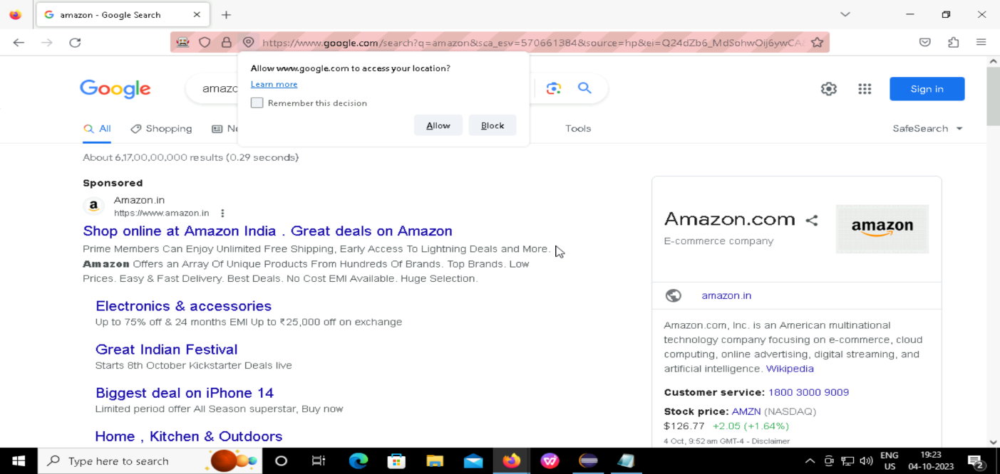 amazon - Google Search
https://www.google.com/search?q=amazon&sca_esv=570661384&source=hp&ei=Q24dZb6_MdSohwOij6ywCA
Allow www.google.com to access your location?
Learn more
Remember this decision
Allow Block
Google
amazo
Sign in
All Shopping Ne Tools SafeSearch
About 6,17,00,00,000 results (0.29 seconds)
Sponsored
a
Amazon.in
https://www.amazon.in
Shop online at Amazon India . Great deals on Amazon
Prime Members Can Enjoy Unlimited Free Shipping, Early Access To Lightning Deals and More.
Amazon Offers an Array Of Unique Products From Hundreds Of Brands. Top Brands. Low
Prices. Easy & Fast Delivery. Best Deals. No Cost EMI Available. Huge Selection.
Electronics & accessories
Up to 75% off & 24 months EMI Up to ₹25,000 off on exchange
Great Indian Festival
Starts 8th October Kickstarter Deals live
Biggest deal on iPhone 14
Limited period offer All Season superstar, Buy now
Home , Kitchen & Outdoors
Amazon.com
E-commerce company
amazon
amazon.in
Amazon.com, Inc. is an American multinational
technology company focusing on e-commerce, cloud
computing, online advertising, digital streaming, and
artificial intelligence. Wikipedia
Customer service: 1800 3000 9009
Stock price: AMZN (NASDAQ)
$126.77 +2.05 (+1.64%)
4 Oct, 9:52 am GMT-4 - Disclaimer
Type here to search
ENG
US
19:23
04-10-2023
2